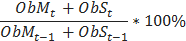 ObM_t + ObS_t
ObM_{t-1} + ObS_{t-1} * 100%